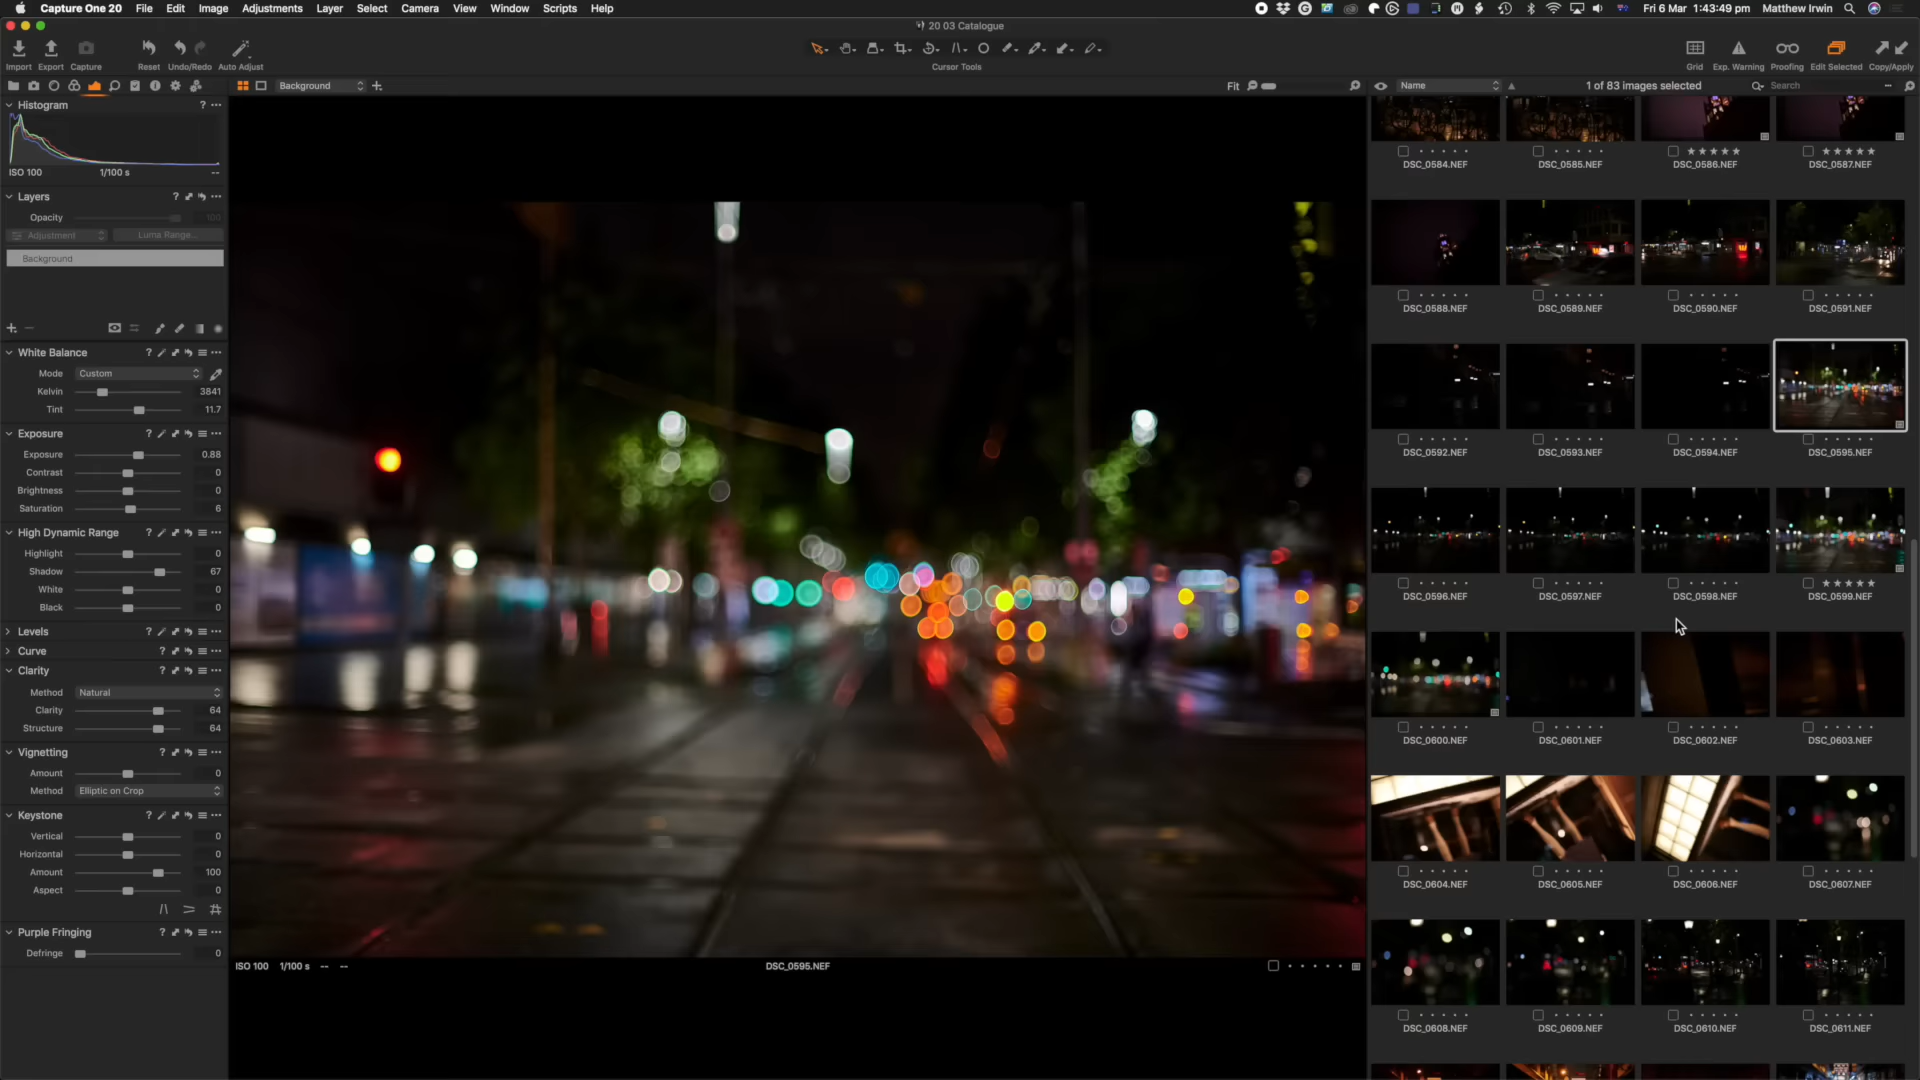 Capture One 20 File Edit Image Adjustments Layer Select Camera View Window Scripts Help Fri 6 Mar 1:43:49 pm Matthew Irwin
20 03 Catalogue
Import Export Capture Reset Undo/Redo Auto Adjust Cursor Tools Grid Exp. Warning Proofing Edit Selected Copy/Apply
Background Fit Name 1 of 83 images selected Search
Histogram
ISO 100 1/100 s --
Layers
Opacity 100
Adjustment Luma Range...
Background
White Balance
Mode Custom
Kelvin 3841
Tint 11.7
Exposure
Exposure 0.88
Contrast 0
Brightness 0
Saturation 6
High Dynamic Range
Highlight 0
Shadow 67
White 0
Black 0
Levels
Curve
Clarity
Method Natural
Clarity 64
Structure 64
Vignetting
Amount 0
Method Elliptic on Crop
Keystone
Vertical 0
Horizontal 0
Amount 100
Aspect 0
Purple Fringing
Defringe 0
ISO 100 1/100 s -- -- DSC_0595.NEF
DSC_0584.NEF DSC_0585.NEF DSC_0586.NEF DSC_0587.NEF
DSC_0588.NEF DSC_0589.NEF DSC_0590.NEF DSC_0591.NEF
DSC_0592.NEF DSC_0593.NEF DSC_0594.NEF DSC_0595.NEF
DSC_0596.NEF DSC_0597.NEF DSC_0598.NEF DSC_0599.NEF
DSC_0600.NEF DSC_0601.NEF DSC_0602.NEF DSC_0603.NEF
DSC_0604.NEF DSC_0605.NEF DSC_0606.NEF DSC_0607.NEF
DSC_0608.NEF DSC_0609.NEF DSC_0610.NEF DSC_0611.NEF